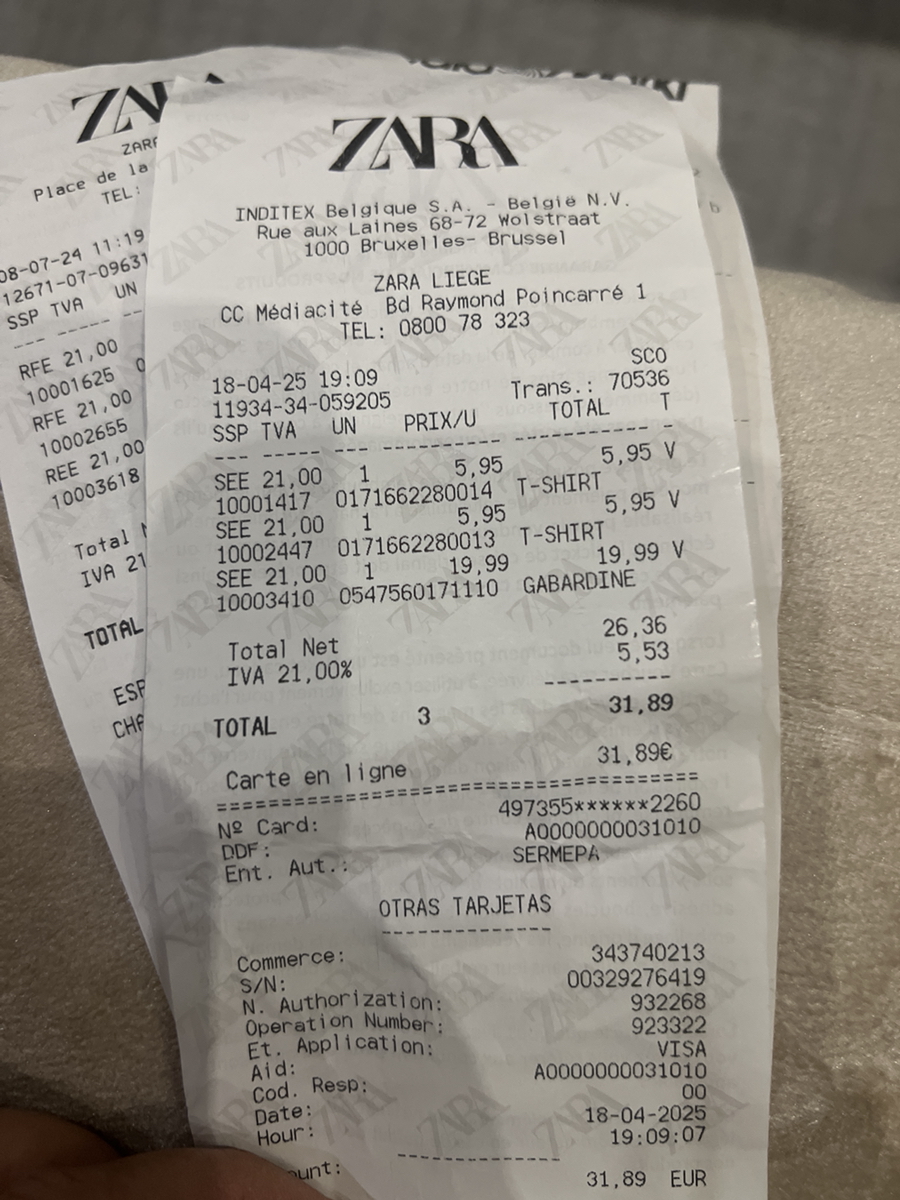 ZARA
Place de la
TEL:
08-07-24 11:19
12671-07-09631
SSP TVA UN
--- ----- ---
RFE 21,00
10001625 0
RFE 21,00
10002655
REE 21,00
10003618
Total
IVA 21
TOTAL
ZARA
INDITEX Belgique S.A. - België N.V.
Rue aux Laines 68-72 Wolstraat
1000 Bruxelles- Brussel
ZARA LIEGE
CC Médiacité Bd Raymond Poincarré 1
TEL: 0800 78 323
SCO
18-04-25 19:09 Trans.: 70536
11934-34-059205
SSP TVA UN PRIX/U TOTAL T
--- ----- --- ---------- ------------ -
SEE 21,00 1 5,95 5,95 V
10001417 0171662280014 T-SHIRT
SEE 21,00 1 5,95 5,95 V
10002447 0171662280013 T-SHIRT
SEE 21,00 1 19,99 19,99 V
10003410 0547560171110 GABARDINE
Total Net 26,36
IVA 21,00% 5,53
-----------
TOTAL 3 31,89
Carte en ligne 31,89€
==========================================
Nº Card: 497355******2260
DDF: A0000000031010
Ent. Aut.: SERMEPA
OTRAS TARJETAS
--------------
Commerce: 343740213
S/N: 00329276419
N. Authorization: 932268
Operation Number: 923322
Et. Application: VISA
Aid: A0000000031010
Cod. Resp: 00
Date: 18-04-2025
Hour: 19:09:07
--------------
31,89 EUR